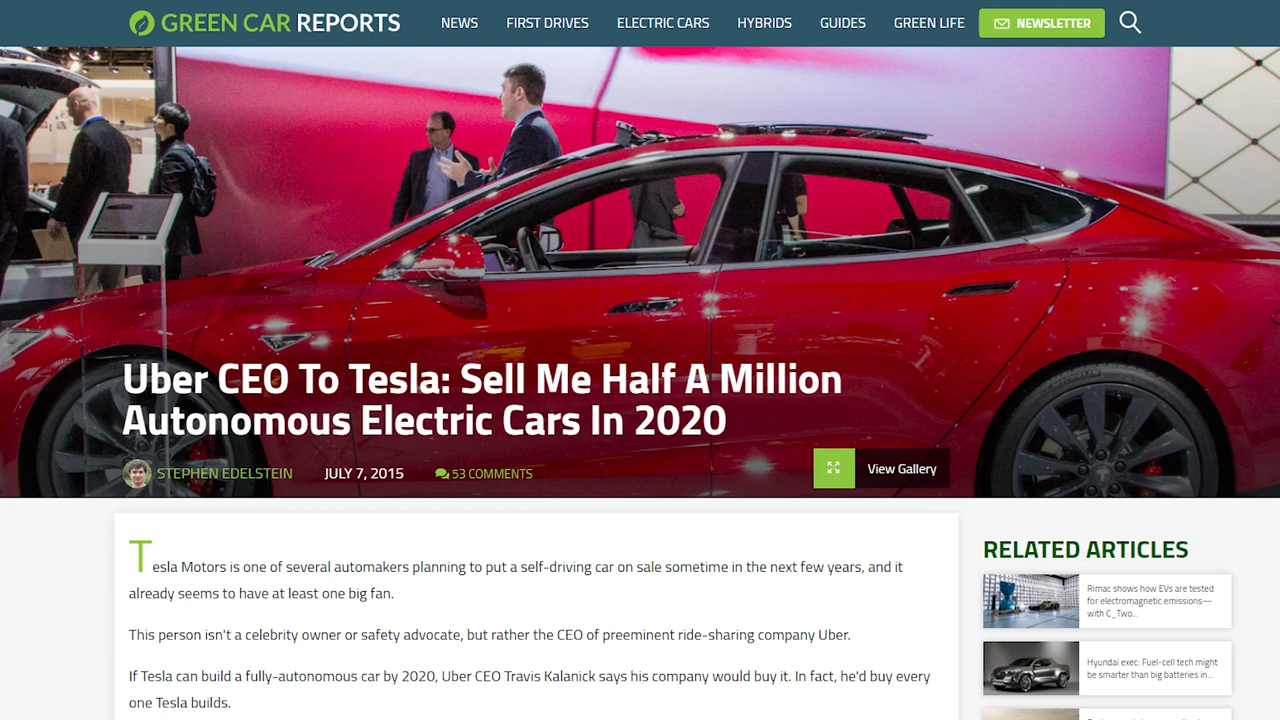 GREEN CAR REPORTS
NEWS FIRST DRIVES ELECTRIC CARS HYBRIDS GUIDES GREEN LIFE NEWSLETTER
Uber CEO To Tesla: Sell Me Half A Million
Autonomous Electric Cars In 2020
STEPHEN EDELSTEIN JULY 7, 2015 53 COMMENTS
View Gallery
Tesla Motors is one of several automakers planning to put a self-driving car on sale sometime in the next few years, and it
already seems to have at least one big fan.
This person isn't a celebrity owner or safety advocate, but rather the CEO of preeminent ride-sharing company Uber.
If Tesla can build a fully-autonomous car by 2020, Uber CEO Travis Kalanick says his company would buy it. In fact, he'd buy every
one Tesla builds.
RELATED ARTICLES
Rimac shows how EVs are tested
for electromagnetic emissions—
with C_Two...
Hyundai exec: Fuel-cell tech might
be smarter than big batteries in...